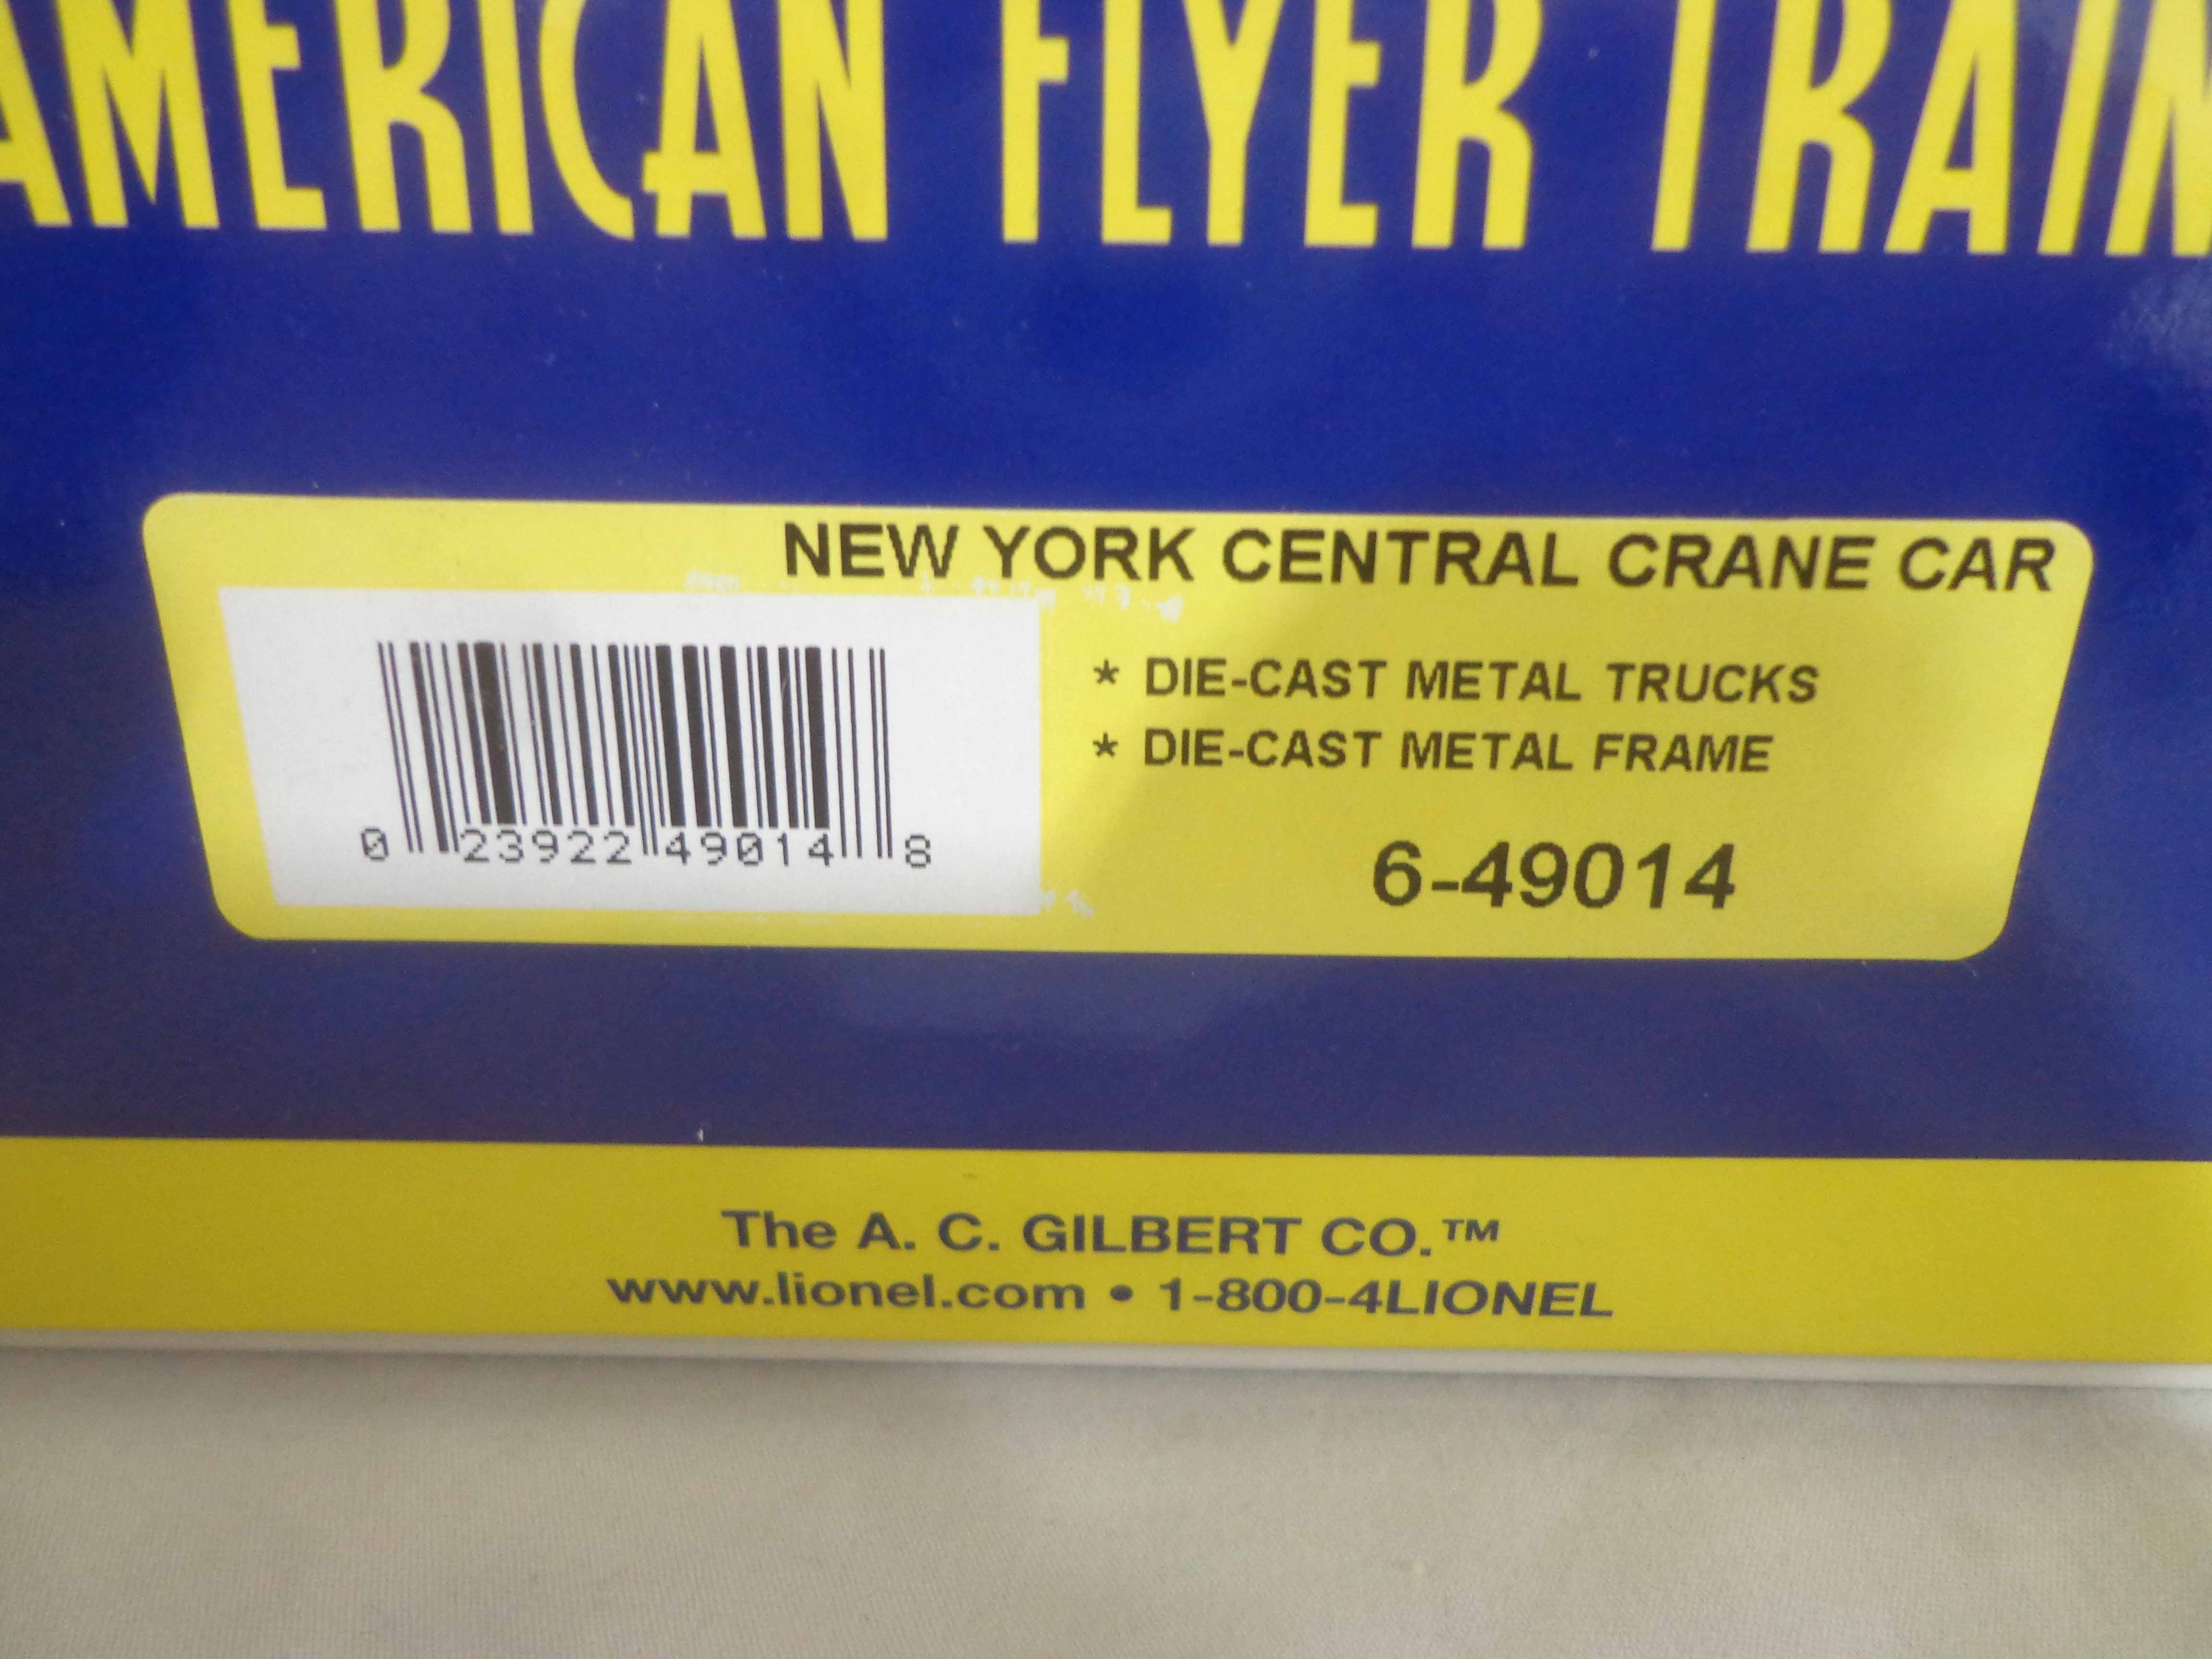 AMERICAN FLYER TRAIN
NEW YORK CENTRAL CRANE CAR
* DIE-CAST METAL TRUCKS
* DIE-CAST METAL FRAME
0 23922 49014 8
6-49014
The A. C. GILBERT CO.™
www.lionel.com • 1-800-4LIONEL